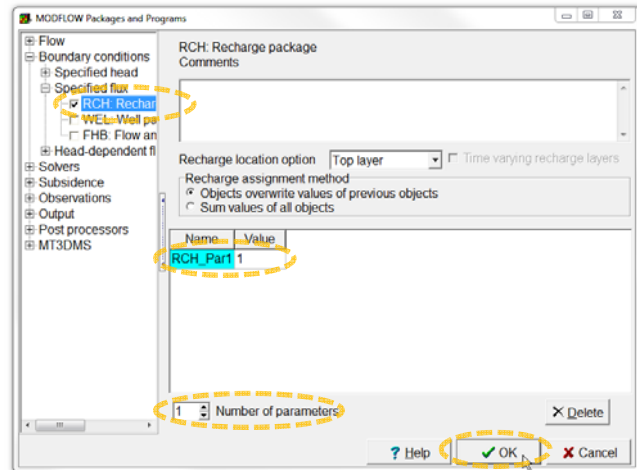 MODFLOW Packages and Programs
Flow
Boundary conditions
Specified head
Specified flux
RCH: Rechar
WEL: Well pa
FHB: Flow an
Head-dependent fl
Solvers
Subsidence
Observations
Output
Post processors
MT3DMS
RCH: Recharge package
Comments
Recharge location option Top layer Time varying recharge layers
Recharge assignment method
Objects overwrite values of previous objects
Sum values of all objects
Name Value
RCH_Par1 1
1 Number of parameters Delete
? Help OK Cancel